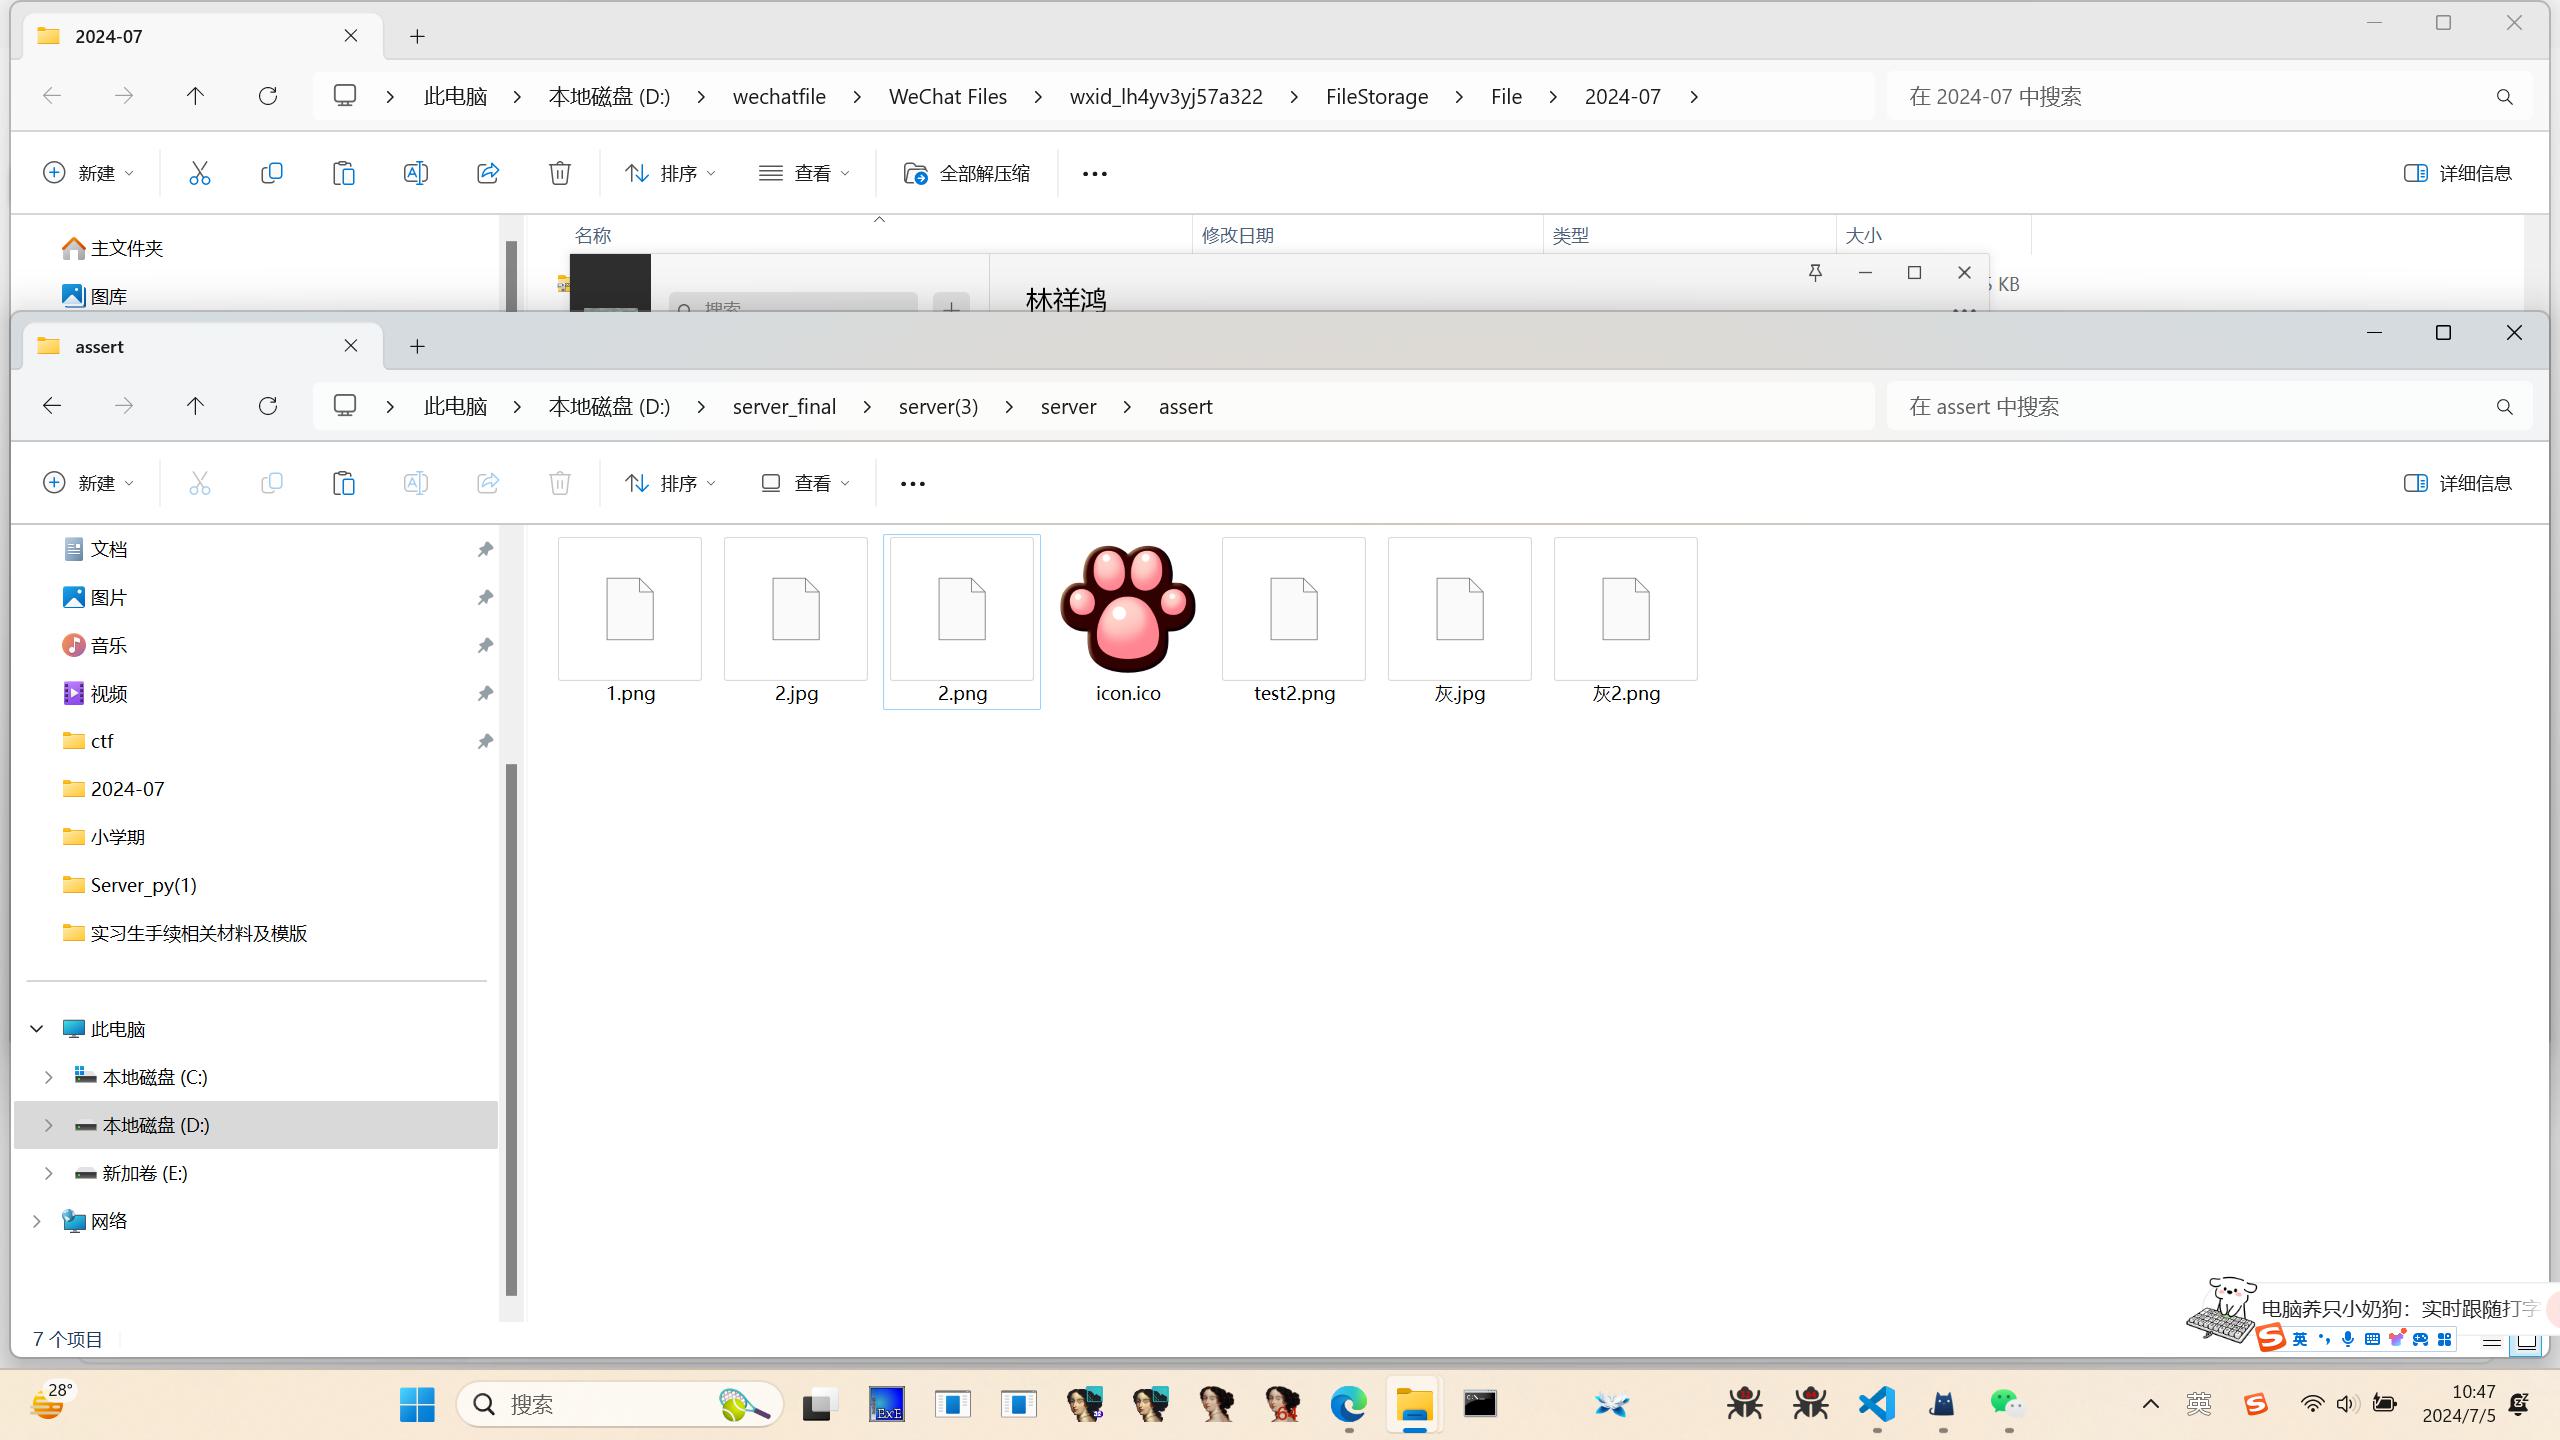 2024-07
此电脑 本地磁盘 (D:) wechatfile WeChat Files wxid_lh4yv3yj57a322 FileStorage File 2024-07
在 2024-07 中搜索
新建 排序 查看 全部解压缩 详细信息
名称 修改日期 类型 大小
主文件夹
图库
搜索
林祥鸿
KB
assert
此电脑 本地磁盘 (D:) server_final server(3) server assert
在 assert 中搜索
新建 排序 查看 详细信息
文档
图片
音乐
视频
ctf
2024-07
小学期
Server_py(1)
实习生手续相关材料及模版
此电脑
本地磁盘 (C:)
本地磁盘 (D:)
新加卷 (E:)
网络
1.png
2.jpg
2.png
icon.ico
test2.png
灰.jpg
灰2.png
7 个项目
电脑养只小奶狗：实时跟随打字
英
28°
搜索
ExE
64
英
10:47
2024/7/5